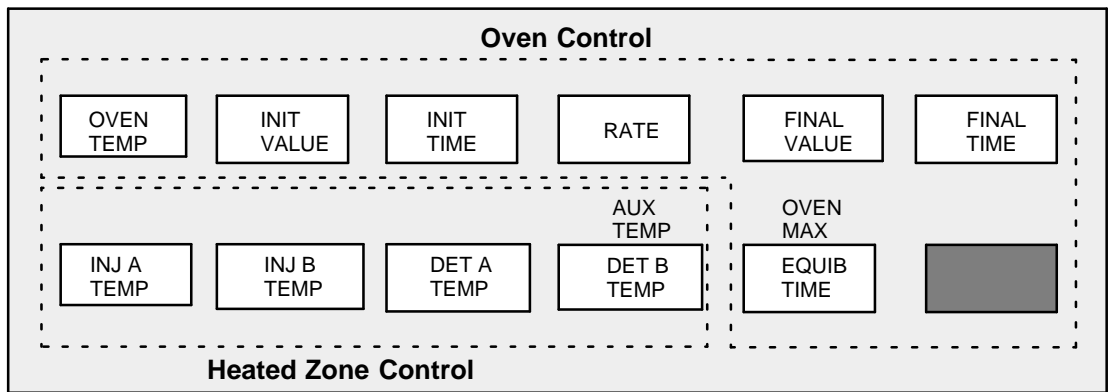 Oven Control
OVEN
TEMP
INIT
VALUE
INIT
TIME
RATE
FINAL
VALUE
FINAL
TIME
AUX
TEMP
OVEN
MAX
INJ A
TEMP
INJ B
TEMP
DET A
TEMP
DET B
TEMP
EQUIB
TIME
Heated Zone Control